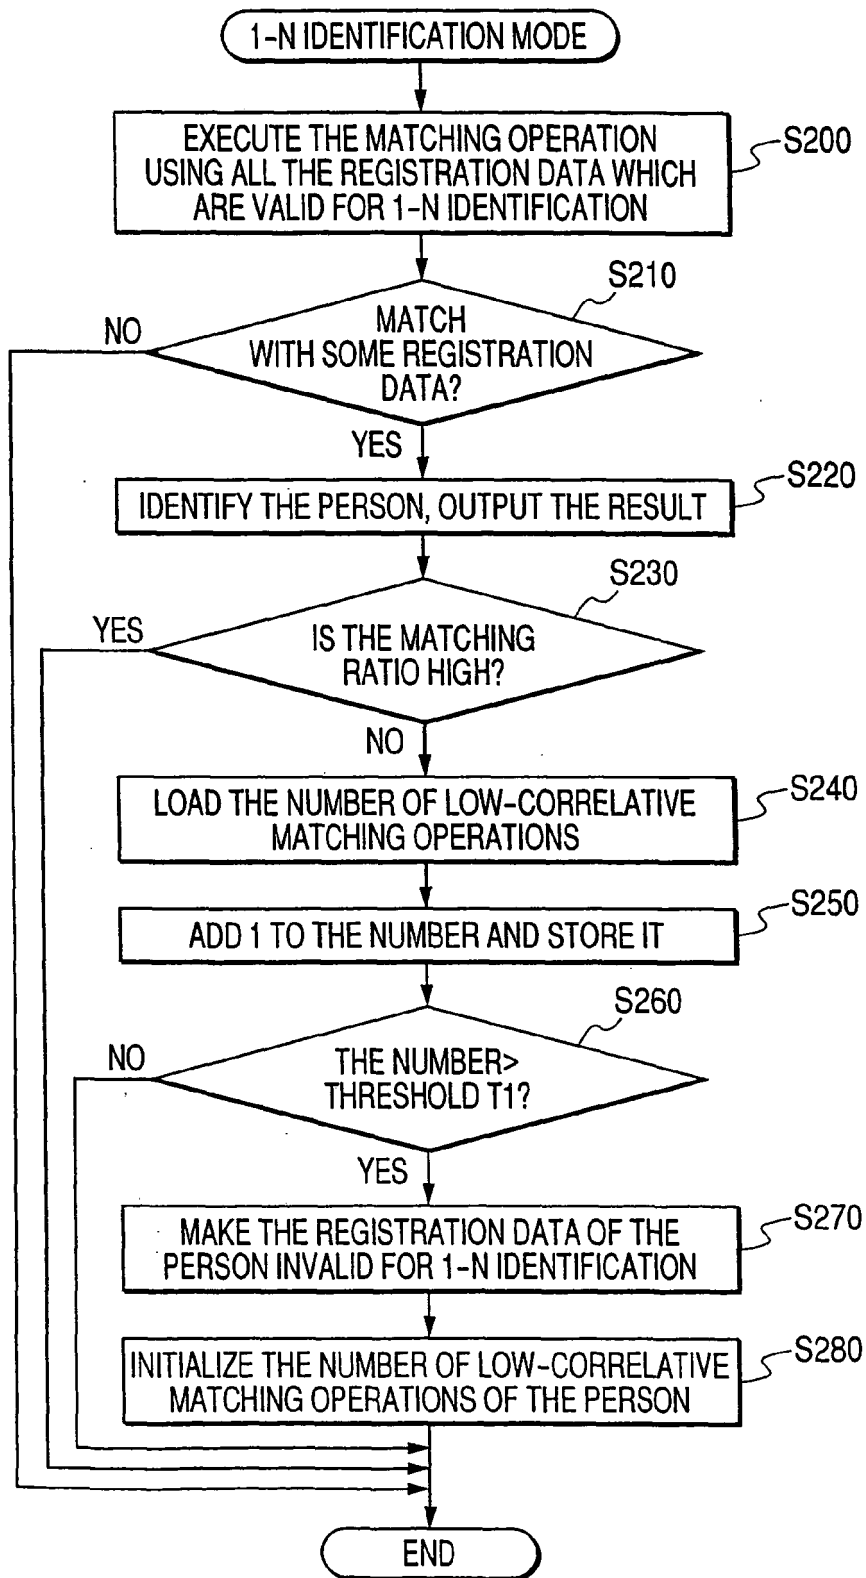 1-N IDENTIFICATION MODE
EXECUTE THE MATCHING OPERATION
USING ALL THE REGISTRATION DATA WHICH
ARE VALID FOR 1-N IDENTIFICATION
S200
S210
MATCH
WITH SOME REGISTRATION
DATA?
NO
YES
IDENTIFY THE PERSON, OUTPUT THE RESULT
S220
S230
IS THE MATCHING
RATIO HIGH?
YES
NO
LOAD THE NUMBER OF LOW-CORRELATIVE
MATCHING OPERATIONS
S240
ADD 1 TO THE NUMBER AND STORE IT
S250
S260
THE NUMBER>
THRESHOLD T1?
NO
YES
MAKE THE REGISTRATION DATA OF THE
PERSON INVALID FOR 1-N IDENTIFICATION
S270
INITIALIZE THE NUMBER OF LOW-CORRELATIVE
MATCHING OPERATIONS OF THE PERSON
S280
END